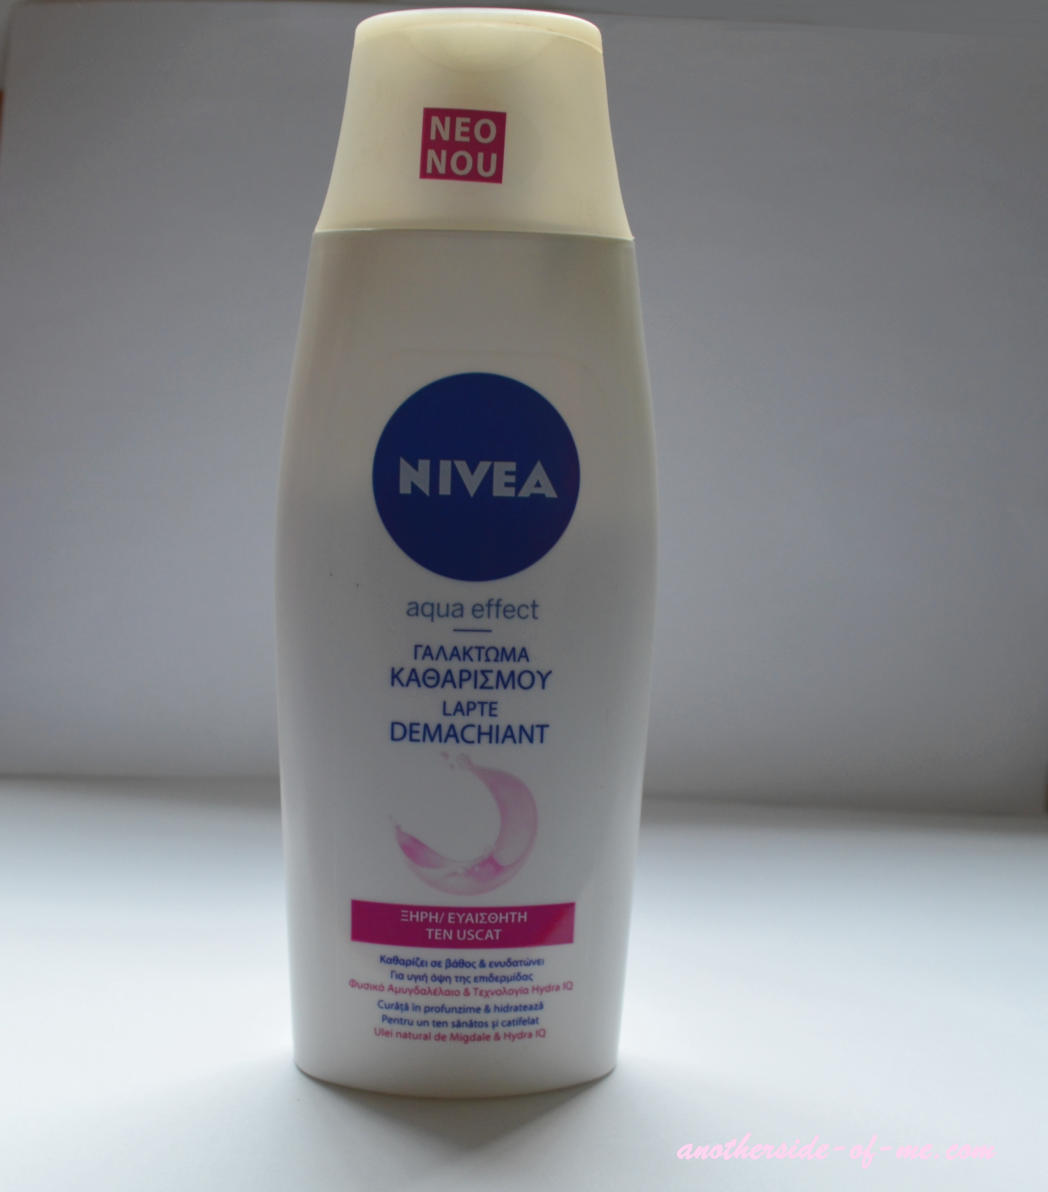 ΝΕΟ
NOU
NIVEA
aqua effect
ΓΑΛΑΚΤΩΜΑ
ΚΑΘΑΡΙΣΜΟΥ
LAPTE
DEMACHIANT
ΞΗΡΗ/ ΕΥΑΙΣΘΗΤΗ
TEN USCAT
Καθαρίζει σε βάθος & ενυδατώνει
Για υγιή όψη της επιδερμίδας
Φυσικό Αμυγδαλέλαιο & Τεχνολογία Hydra IQ
Curăță în profunzime & hidratează
Pentru un ten sănătos și catifelat
Ulei natural de Migdale & Hydra IQ
anotherside-of-me.com